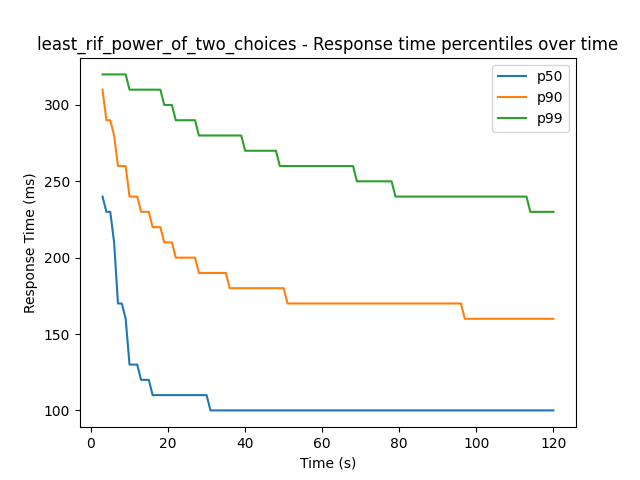 least_rif_power_of_two_choices - Response time percentiles over time
p50
p90
p99
Response Time (ms)
300
250
200
150
100
0 20 40 60 80 100 120
Time (s)